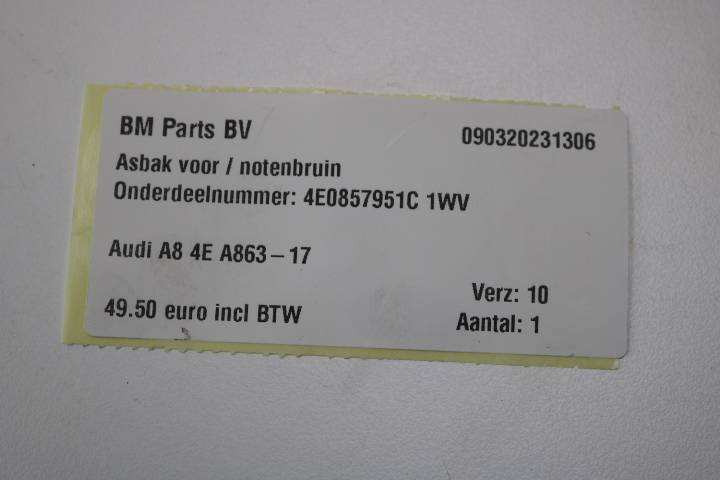 BM Parts BV 090320231306
Asbak voor / notenbruin
Onderdeelnummer: 4E0857951C 1WV
Audi A8 4E A863-17
Verz: 10
49.50 euro incl BTW
Aantal: 1